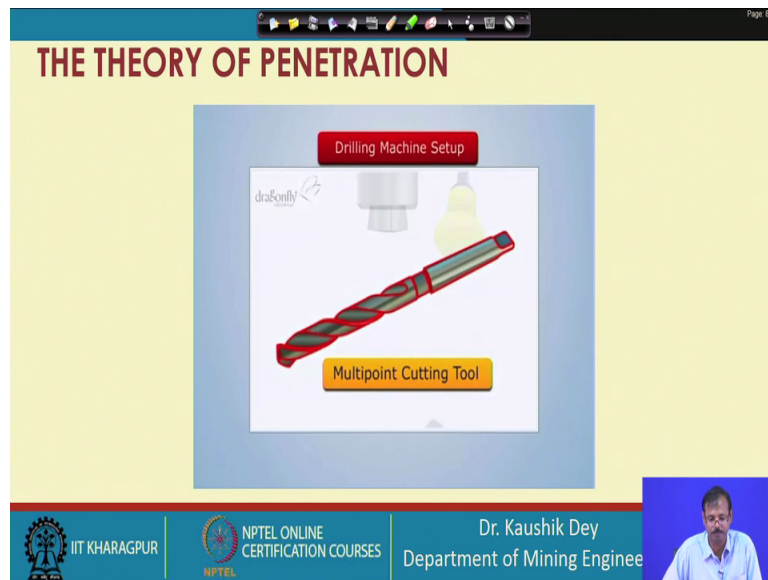 Page: 8
THE THEORY OF PENETRATION
Drilling Machine Setup
dragonfly
Multipoint Cutting Tool
IIT KHARAGPUR
NPTEL
NPTEL ONLINE
CERTIFICATION COURSES
Dr. Kaushik Dey
Department of Mining Enginee